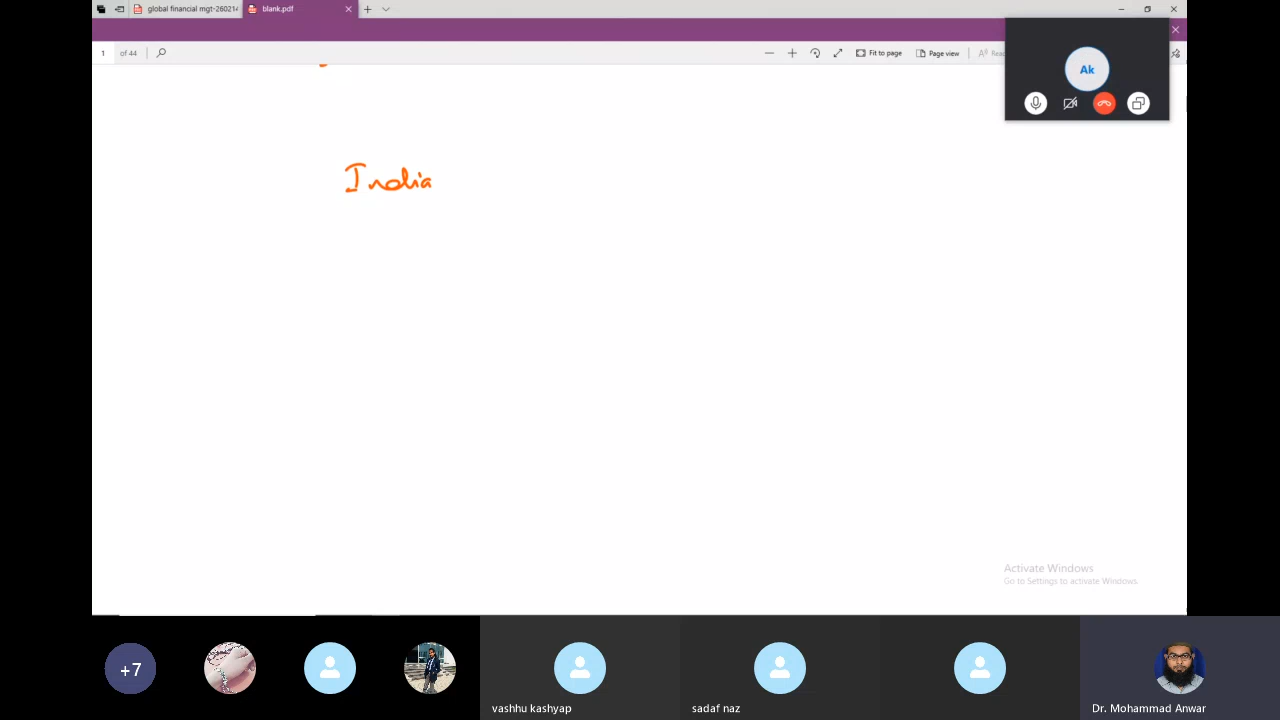 global financial mgt-260214
blank.pdf
1 of 44
Fit to page
Page view
Ak
India
Activate Windows
Go to Settings to activate Windows.
+7
vashhu kashyap
sadaf naz
Dr. Mohammad Anwar